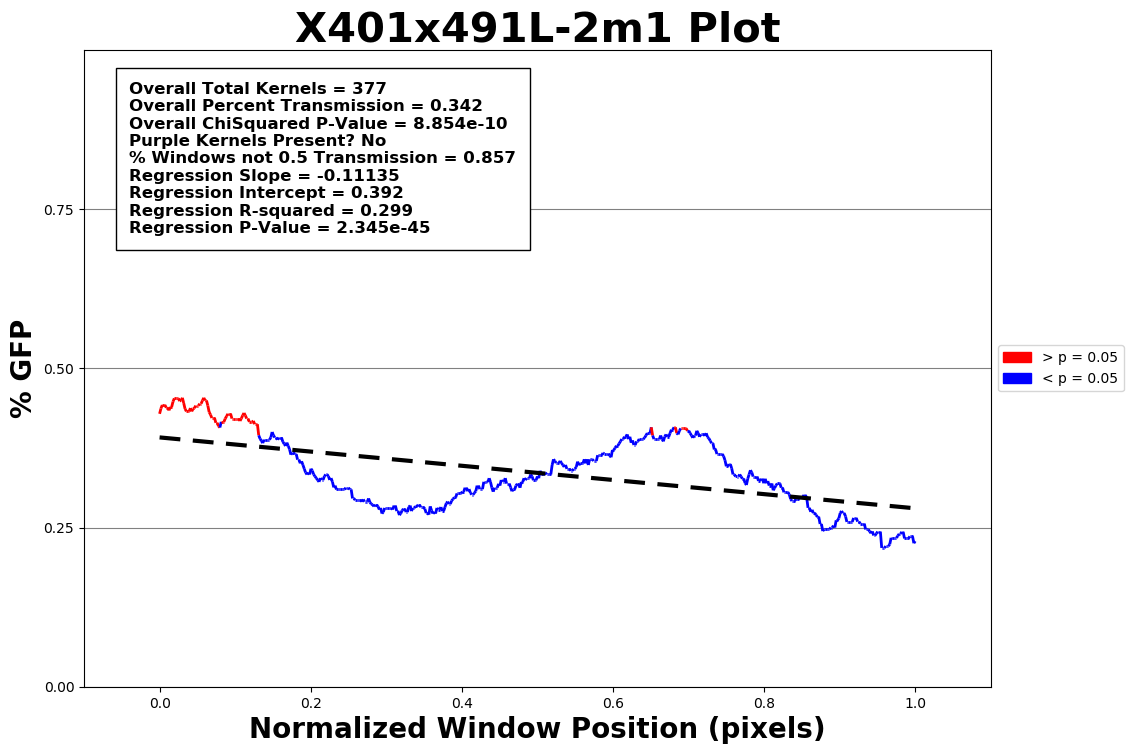 X401x491L-2m1 Plot
Overall Total Kernels = 377
Overall Percent Transmission = 0.342
Overall ChiSquared P-Value = 8.854e-10
Purple Kernels Present? No
% Windows not 0.5 Transmission = 0.857
Regression Slope = -0.11135
Regression Intercept = 0.392
Regression R-squared = 0.299
Regression P-Value = 2.345e-45
% GFP
0.75
0.50
0.25
0.00
0.0 0.2 0.4 0.6 0.8 1.0
Normalized Window Position (pixels)
> p = 0.05
< p = 0.05